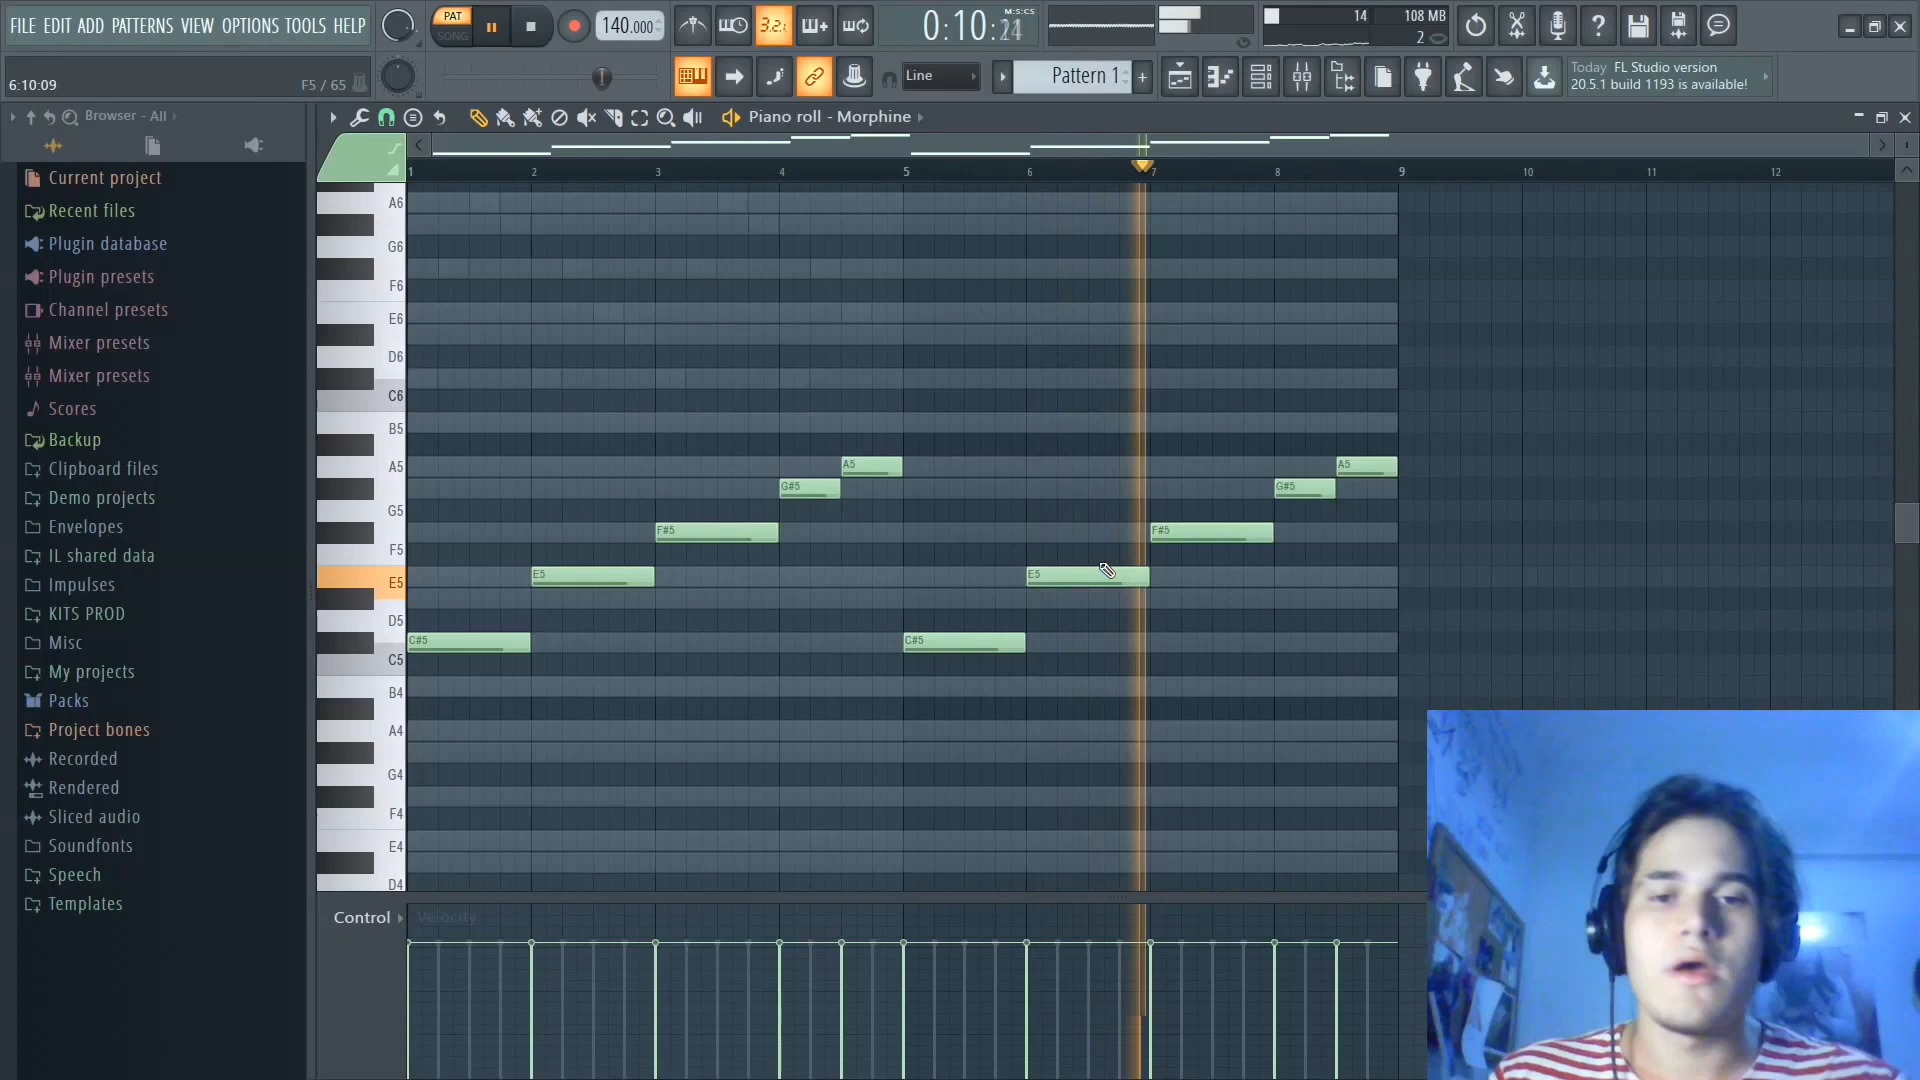 FILE EDIT ADD PATTERNS VIEW OPTIONS TOOLS HELP
PAT
SONG
140.000
3.2.
0:10:24
M:S:CS
14
108 MB
2
6:10:09
F5 / 65
Line
Pattern 1
Today FL Studio version
20.5.1 build 1193 is available!
Browser - All
Piano roll - Morphine
Current project
Recent files
Plugin database
Plugin presets
Channel presets
Mixer presets
Mixer presets
Scores
Backup
Clipboard files
Demo projects
Envelopes
IL shared data
Impulses
KITS PROD
Misc
My projects
Packs
Project bones
Recorded
Rendered
Sliced audio
Soundfonts
Speech
Templates
1 2 3 4 5 6 7 8 9 10 11 12
A6
G6
F6
E6
D6
C6
B5
A5
G5
F5
E5
D5
C5
B4
A4
G4
F4
E4
D4
A5 A5
G#5 G#5
F#5 F#5
E5 E5
C#5 C#5
Control
Velocity